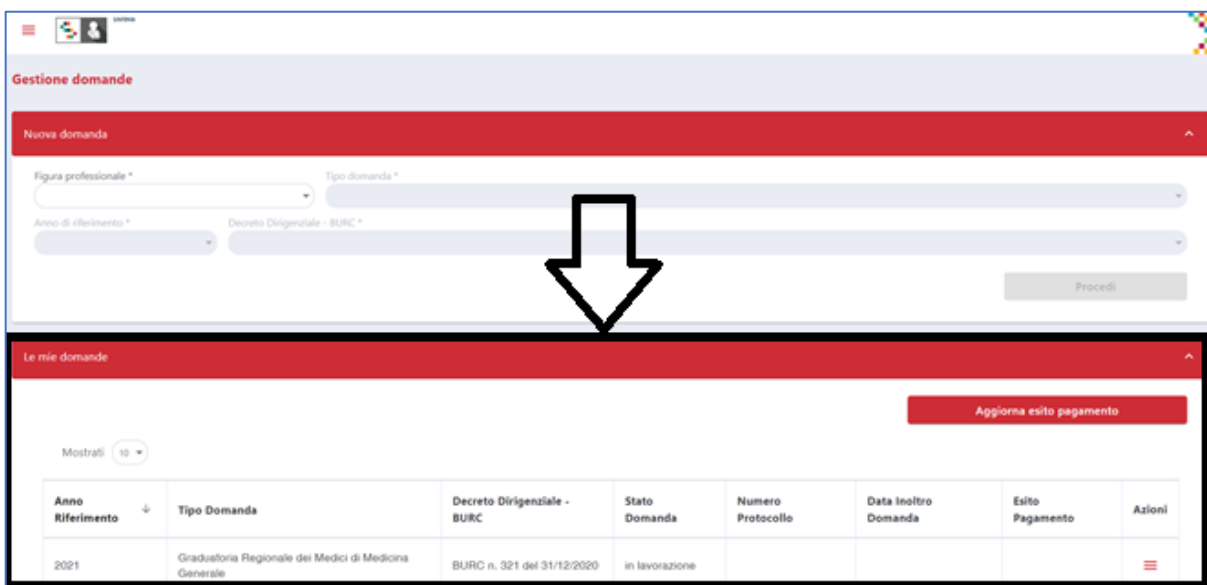 Gestione domande
Nuova domanda
Figura professionale *
Tipo domanda *
Anno di riferimento *
Decreto Dirigenziale - BURC *
Procedi
Le mie domande
Aggiorna esito pagamento
Mostrati 10
Anno Riferimento
Tipo Domanda
Decreto Dirigenziale - BURC
Stato Domanda
Numero Protocollo
Data Inoltro Domanda
Esito Pagamento
Azioni
2021
Graduatoria Regionale dei Medici di Medicina
Generale
BURC n. 321 del 31/12/2020
in lavorazione